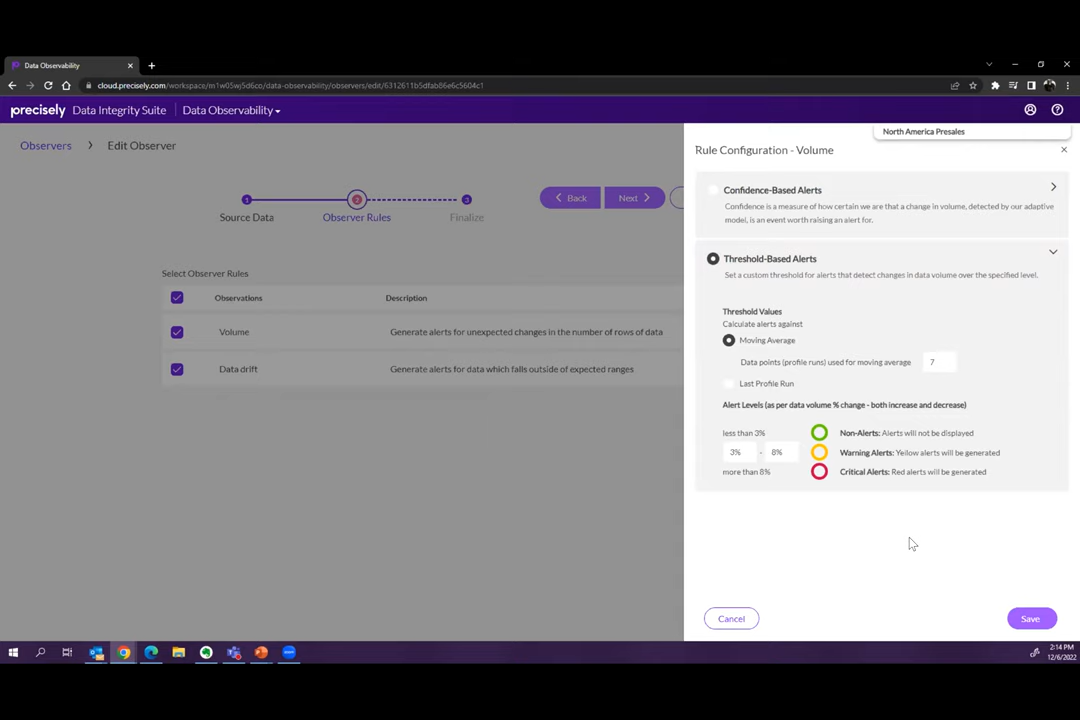 Data Observability
cloud.precisely.com/workspace/m1w05wj5d6co/data-observability/observers/edit/6312611b5dfab86e6c5604c1
precisely Data Integrity Suite Data Observability
North America Presales
Observers > Edit Observer
Rule Configuration - Volume
1 2 3
Source Data Observer Rules Finalize
Back Next
Confidence-Based Alerts
Confidence is a measure of how certain we are that a change in volume, detected by our adaptive
model, is an event worth raising an alert for.
Threshold-Based Alerts
Set a custom threshold for alerts that detect changes in data volume over the specified level.
Select Observer Rules
Observations Description
Volume Generate alerts for unexpected changes in the number of rows of data
Data drift Generate alerts for data which falls outside of expected ranges
Threshold Values
Calculate alerts against
Moving Average
Data points (profile runs) used for moving average 7
Last Profile Run
Alert Levels (as per data volume % change - both increase and decrease)
less than 3% Non-Alerts: Alerts will not be displayed
3% - 8% Warning Alerts: Yellow alerts will be generated
more than 8% Critical Alerts: Red alerts will be generated
Cancel Save
2:14 PM
12/6/2022